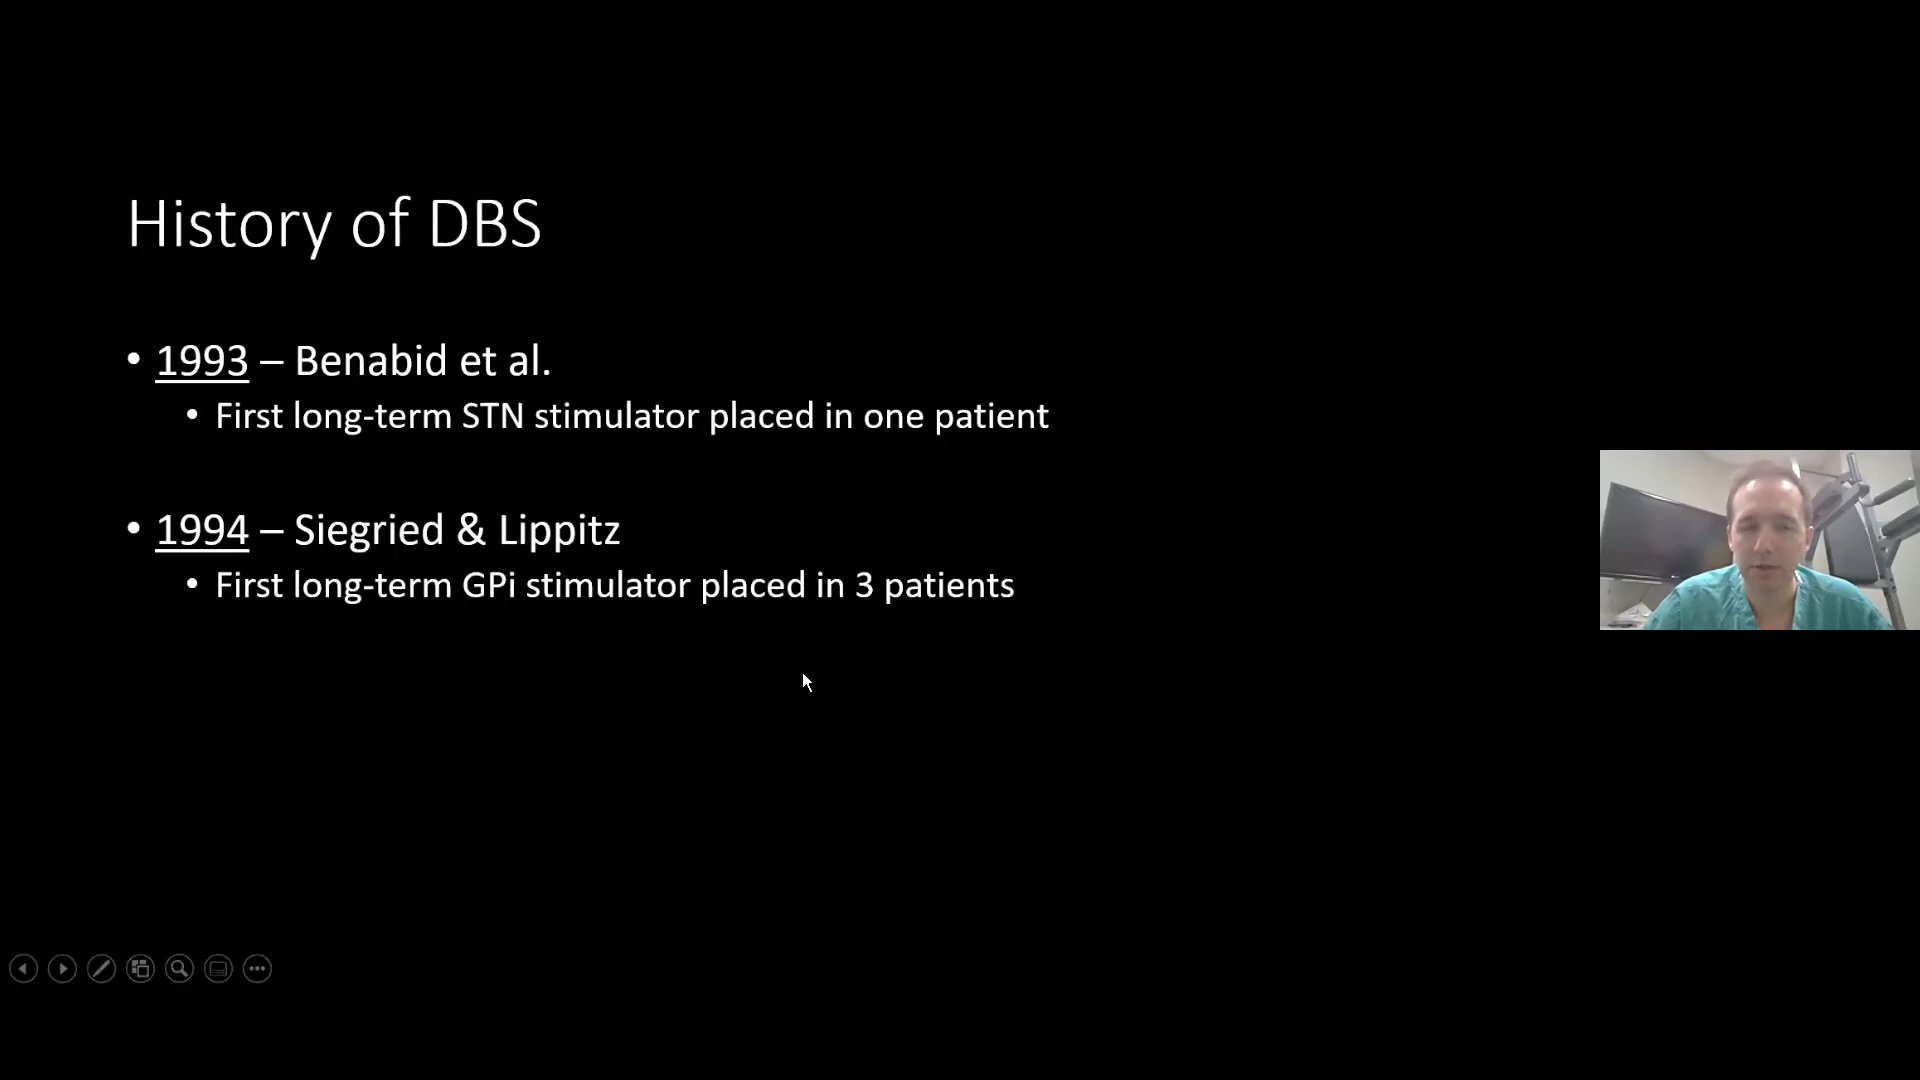 History of DBS
• 1993 – Benabid et al.
• First long-term STN stimulator placed in one patient
• 1994 – Siegried & Lippitz
• First long-term GPi stimulator placed in 3 patients